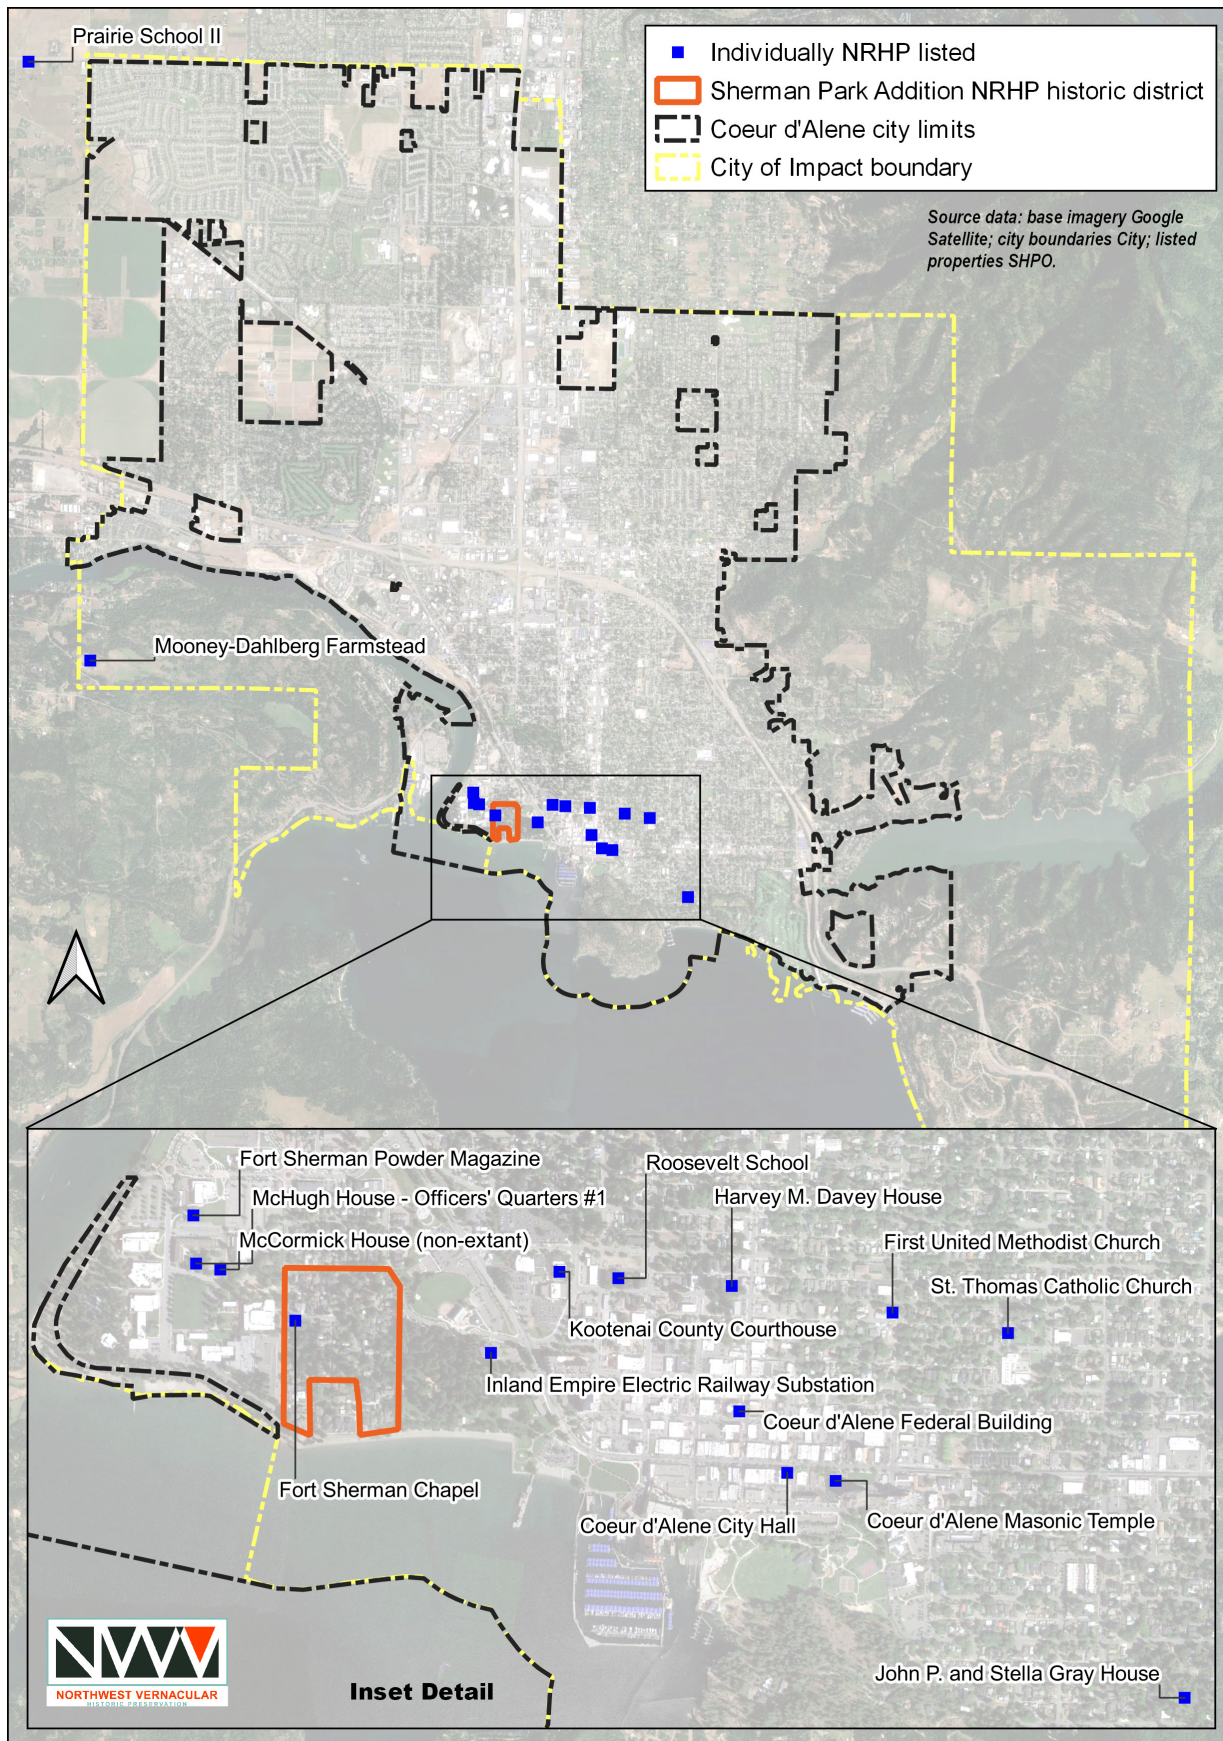 Prairie School II
Individually NRHP listed
Sherman Park Addition NRHP historic district
Coeur d'Alene city limits
City of Impact boundary
Source data: base imagery Google
Satellite; city boundaries City; listed
properties SHPO.
Mooney-Dahlberg Farmstead
Fort Sherman Powder Magazine
McHugh House - Officers' Quarters #1
McCormick House (non-extant)
Roosevelt School
Harvey M. Davey House
First United Methodist Church
St. Thomas Catholic Church
Kootenai County Courthouse
Inland Empire Electric Railway Substation
Coeur d'Alene Federal Building
Fort Sherman Chapel
Coeur d'Alene City Hall
Coeur d'Alene Masonic Temple
John P. and Stella Gray House
Inset Detail
NWV
NORTHWEST VERNACULAR
HISTORIC PRESERVATION